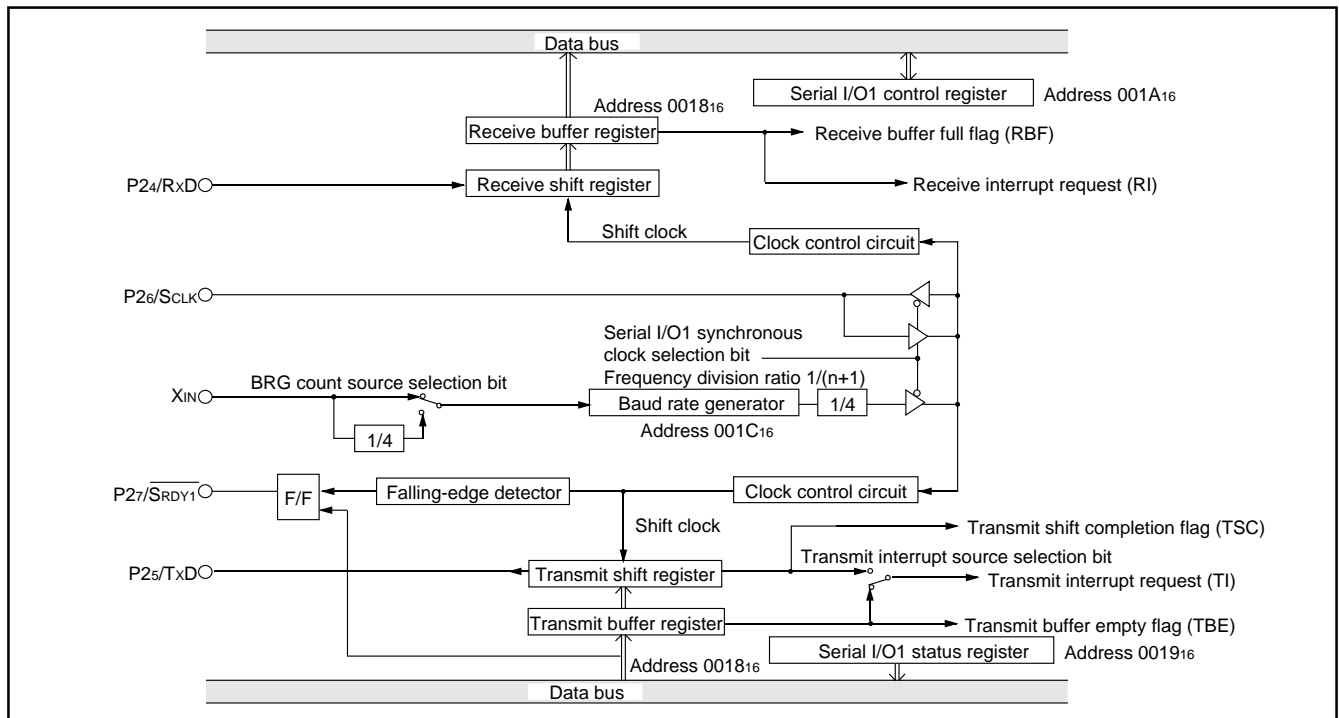 Data bus
Serial I/O1 control register
Address 001A16
Address 001816
Receive buffer register
Receive buffer full flag (RBF)
P24/RXD
Receive shift register
Receive interrupt request (RI)
Shift clock
Clock control circuit
P26/SCLK
Serial I/O1 synchronous
clock selection bit
BRG count source selection bit
Frequency division ratio 1/(n+1)
XIN
Baud rate generator
1/4
1/4
Address 001C16
P27/SRDY1
F/F
Falling-edge detector
Clock control circuit
Shift clock
Transmit shift completion flag (TSC)
Transmit interrupt source selection bit
P25/TXD
Transmit shift register
Transmit interrupt request (TI)
Transmit buffer register
Transmit buffer empty flag (TBE)
Address 001816
Serial I/O1 status register
Address 001916
Data bus